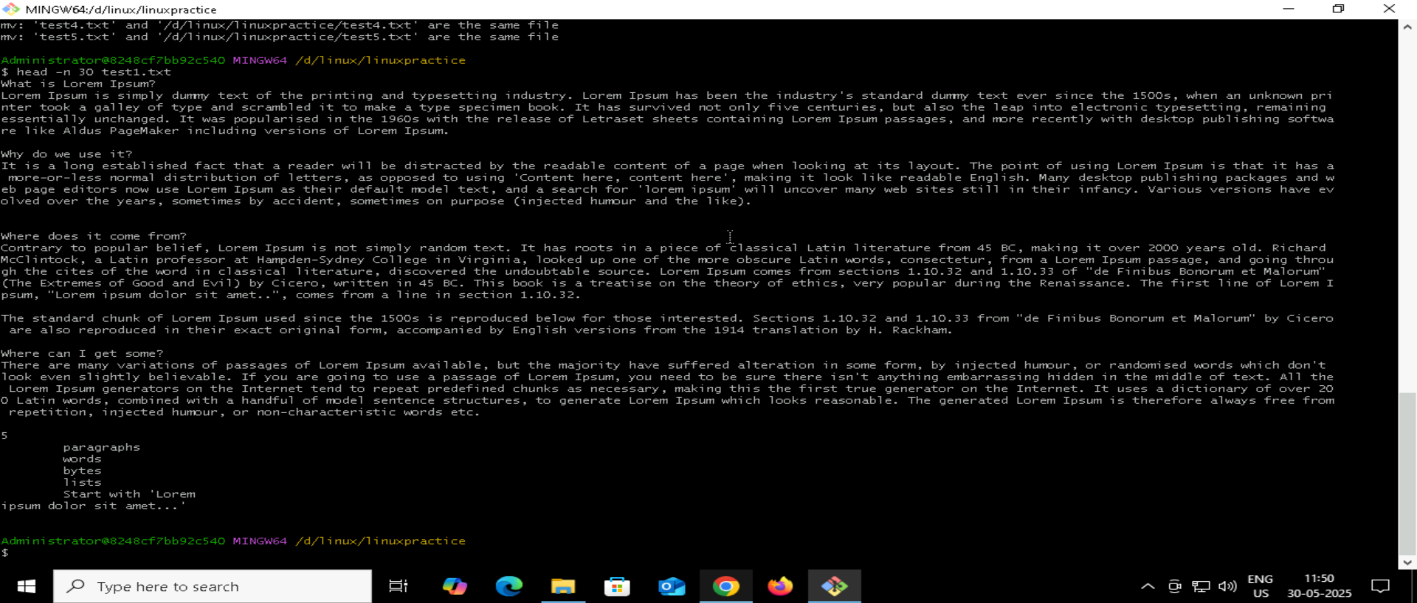 MINGW64:/d/linux/linuxpractice
mv: 'test4.txt' and '/d/linux/linuxpractice/test4.txt' are the same file
mv: 'test5.txt' and '/d/linux/linuxpractice/test5.txt' are the same file
Administrator@8248cf7bb92c540 MINGW64 /d/linux/linuxpractice
$ head -n 30 test1.txt
What is Lorem Ipsum?
Lorem Ipsum is simply dummy text of the printing and typesetting industry. Lorem Ipsum has been the industry's standard dummy text ever since the 1500s, when an unknown pri
nter took a galley of type and scrambled it to make a type specimen book. It has survived not only five centuries, but also the leap into electronic typesetting, remaining
essentially unchanged. It was popularised in the 1960s with the release of Letraset sheets containing Lorem Ipsum passages, and more recently with desktop publishing softwa
re like Aldus PageMaker including versions of Lorem Ipsum.
Why do we use it?
It is a long established fact that a reader will be distracted by the readable content of a page when looking at its layout. The point of using Lorem Ipsum is that it has a
more-or-less normal distribution of letters, as opposed to using 'Content here, content here', making it look like readable English. Many desktop publishing packages and w
eb page editors now use Lorem Ipsum as their default model text, and a search for 'lorem ipsum' will uncover many web sites still in their infancy. Various versions have ev
olved over the years, sometimes by accident, sometimes on purpose (injected humour and the like).
Where does it come from?
Contrary to popular belief, Lorem Ipsum is not simply random text. It has roots in a piece of classical Latin literature from 45 BC, making it over 2000 years old. Richard
McClintock, a Latin professor at Hampden-Sydney College in Virginia, looked up one of the more obscure Latin words, consectetur, from a Lorem Ipsum passage, and going throu
gh the cites of the word in classical literature, discovered the undoubtable source. Lorem Ipsum comes from sections 1.10.32 and 1.10.33 of "de Finibus Bonorum et Malorum"
(The Extremes of Good and Evil) by Cicero, written in 45 BC. This book is a treatise on the theory of ethics, very popular during the Renaissance. The first line of Lorem I
psum, "Lorem ipsum dolor sit amet..", comes from a line in section 1.10.32.
The standard chunk of Lorem Ipsum used since the 1500s is reproduced below for those interested. Sections 1.10.32 and 1.10.33 from "de Finibus Bonorum et Malorum" by Cicero
are also reproduced in their exact original form, accompanied by English versions from the 1914 translation by H. Rackham.
Where can I get some?
There are many variations of passages of Lorem Ipsum available, but the majority have suffered alteration in some form, by injected humour, or randomised words which don't
look even slightly believable. If you are going to use a passage of Lorem Ipsum, you need to be sure there isn't anything embarrassing hidden in the middle of text. All the
Lorem Ipsum generators on the Internet tend to repeat predefined chunks as necessary, making this the first true generator on the Internet. It uses a dictionary of over 20
0 Latin words, combined with a handful of model sentence structures, to generate Lorem Ipsum which looks reasonable. The generated Lorem Ipsum is therefore always free from
repetition, injected humour, or non-characteristic words etc.
5
paragraphs
words
bytes
lists
Start with 'Lorem
ipsum dolor sit amet...'
Administrator@8248cf7bb92c540 MINGW64 /d/linux/linuxpractice
$
Type here to search
ENG
US
11:50
30-05-2025